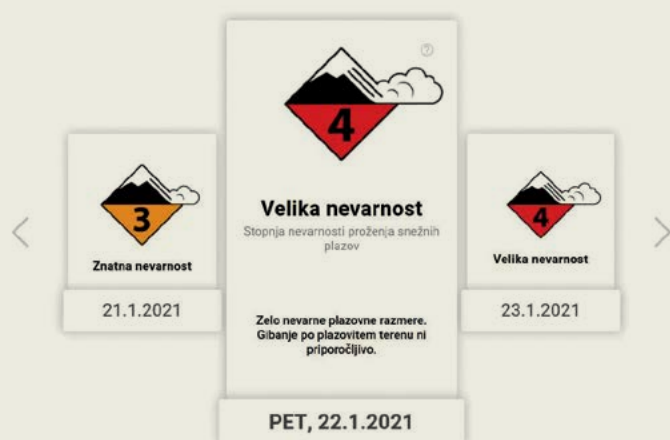 3
Znatna nevarnost
21.1.2021
4
Velika nevarnost
Stopnja nevarnosti proženja snežnih
plazov
Zelo nevarne plazovne razmere.
Gibanje po plazovitem terenu ni
priporočljivo.
PET, 22.1.2021
4
Velika nevarnost
23.1.2021